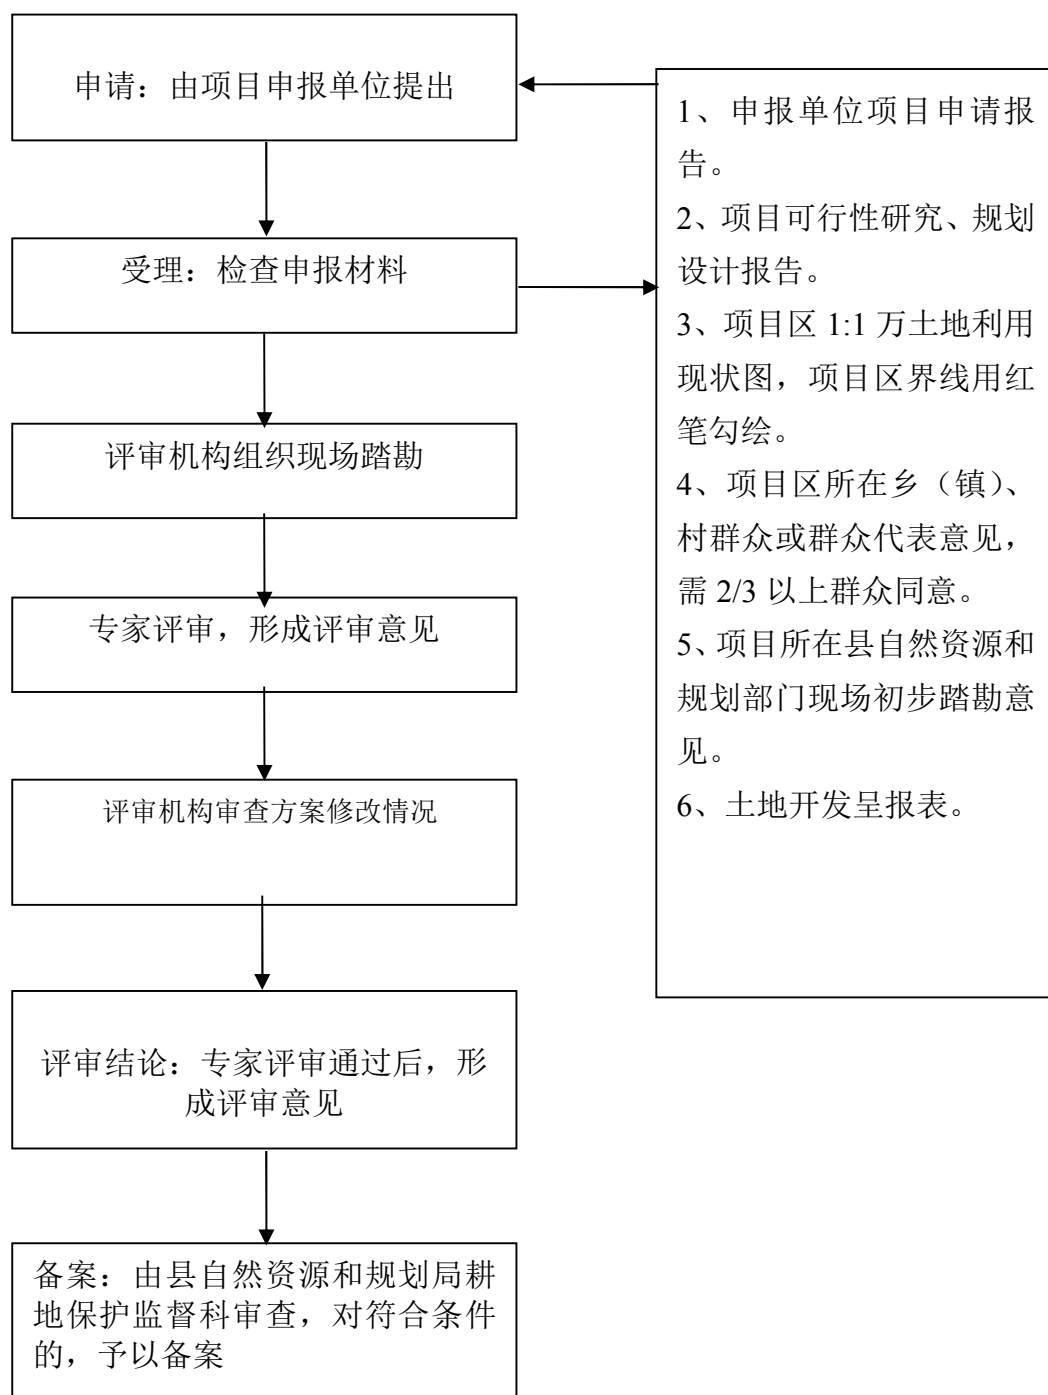 申请：由项目申报单位提出
受理：检查申报材料
评审机构组织现场踏勘
专家评审，形成评审意见
评审机构审查方案修改情况
评审结论：专家评审通过后，形
成评审意见
备案：由县自然资源和规划局耕
地保护监督科审查，对符合条件
的，予以备案
1、申报单位项目申请报
告。
2、项目可行性研究、规划
设计报告。
3、项目区 1:1 万土地利用
现状图，项目区界线用红
笔勾绘。
4、项目区所在乡（镇）、
村群众或群众代表意见，
需 2/3 以上群众同意。
5、项目所在县自然资源和
规划部门现场初步踏勘意
见。
6、土地开发呈报表。